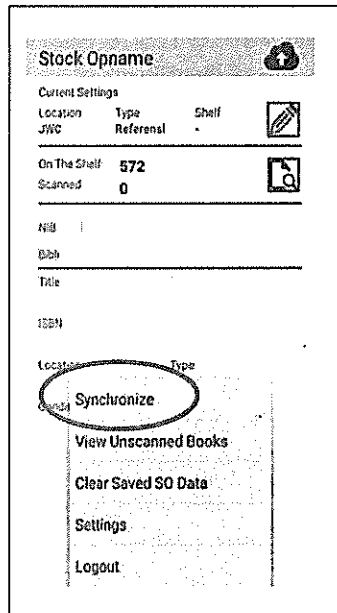 Stock Opname
Current Settings
Location Type Shelf
JWC Referensi -
On The Shelf 572
Scanned 0
NIB
Bibli
Title
ISBN
Location Type
Synchronize
View Unscanned Books
Clear Saved SO Data
Settings
Logout